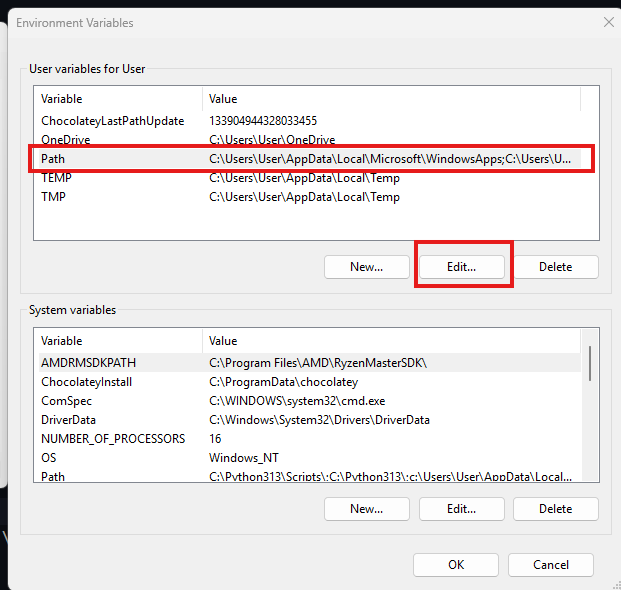 Environment Variables
User variables for User
Variable Value
ChocolateyLastPathUpdate 133904944328033455
OneDrive C:\Users\User\OneDrive
Path C:\Users\User\AppData\Local\Microsoft\WindowsApps;C:\Users\U...
TEMP C:\Users\User\AppData\Local\Temp
TMP C:\Users\User\AppData\Local\Temp
New... Edit... Delete
System variables
Variable Value
AMDRMSDKPATH C:\Program Files\AMD\RyzenMasterSDK\
ChocolateyInstall C:\ProgramData\chocolatey
ComSpec C:\WINDOWS\system32\cmd.exe
DriverData C:\Windows\System32\Drivers\DriverData
NUMBER_OF_PROCESSORS 16
OS Windows_NT
Path C:\Python313\Scripts\;C:\Python313\;c:\Users\User\AppData\Local...
New... Edit... Delete
OK Cancel